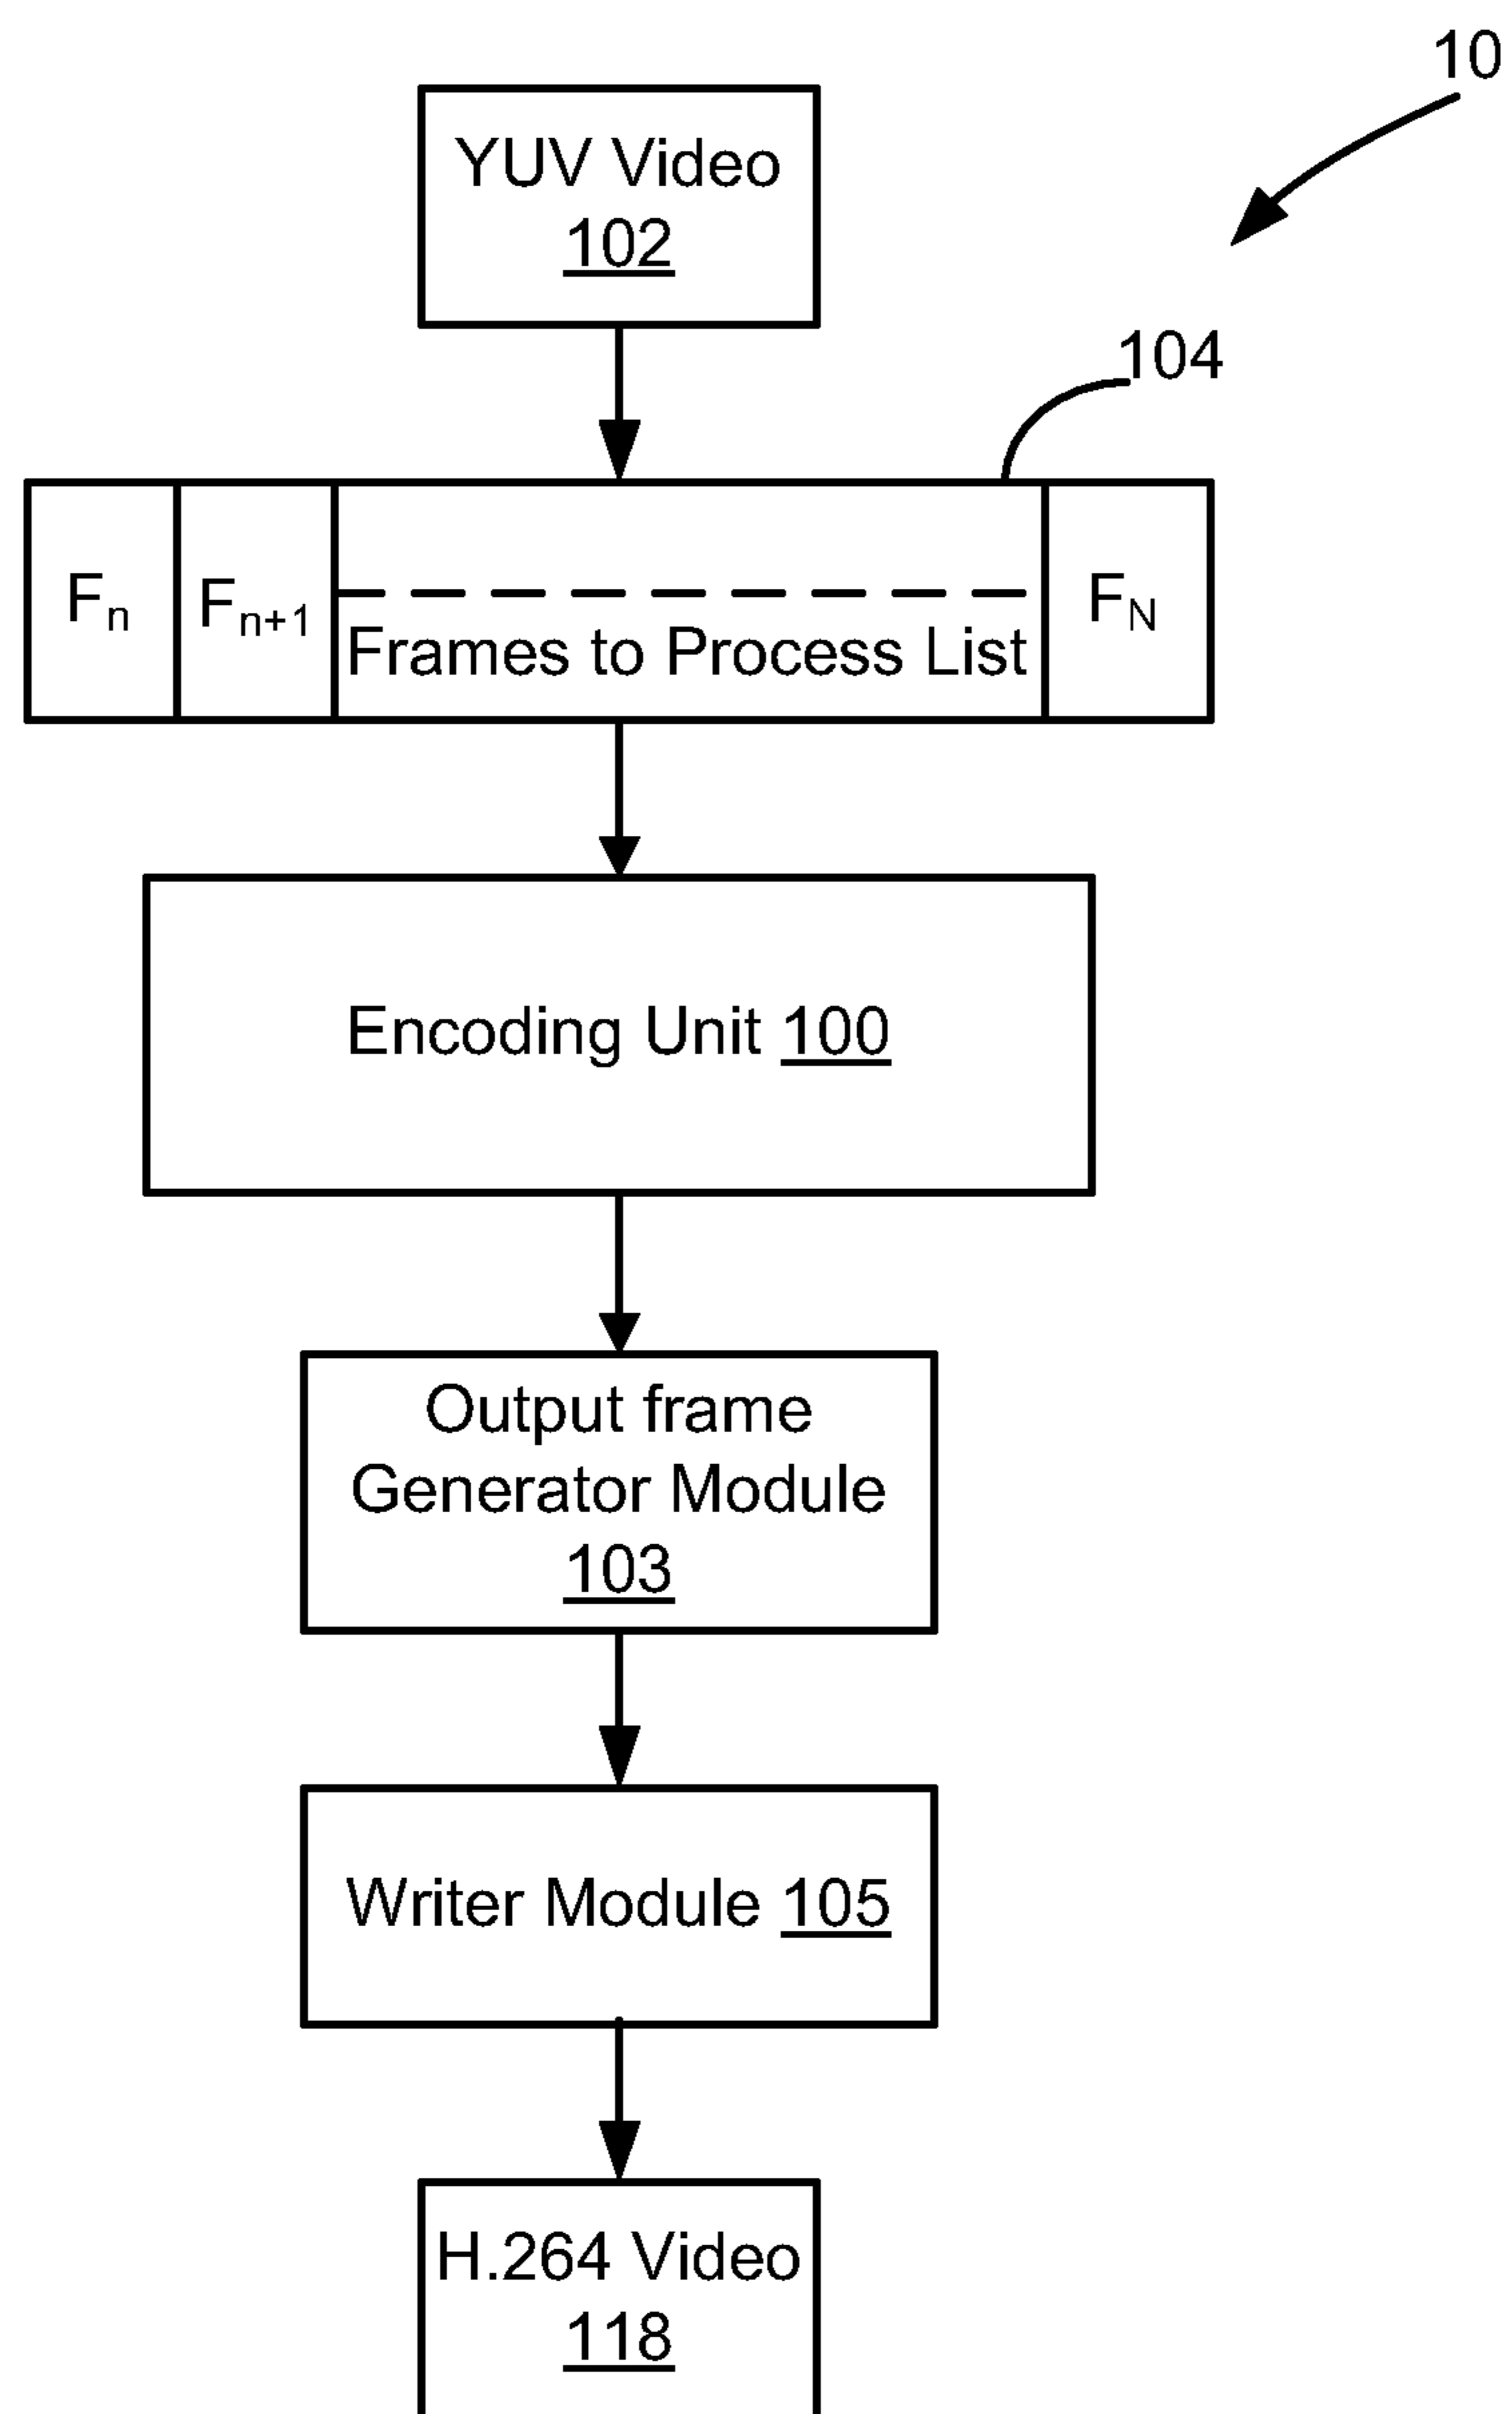 10
YUV Video
102
104
Fn
Fn+1
FN
Frames to Process List
Encoding Unit 100
Output frame
Generator Module
103
Writer Module 105
H.264 Video
118